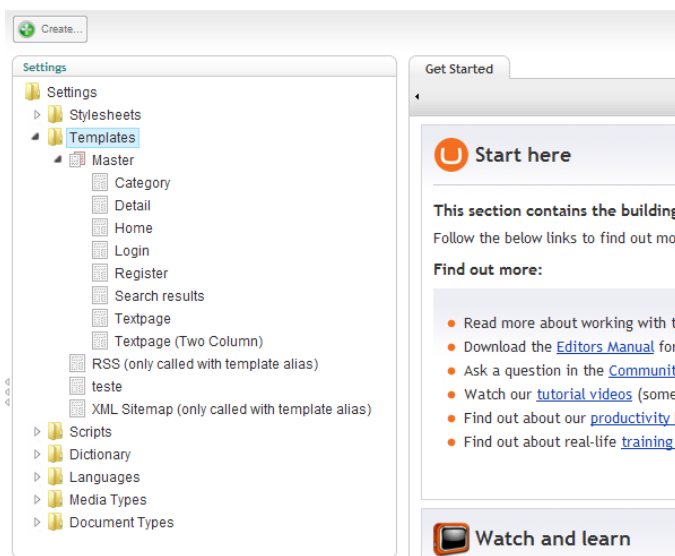 Create...
Settings
Settings
Stylesheets
Templates
Master
Category
Detail
Home
Login
Register
Search results
Textpage
Textpage (Two Column)
RSS (only called with template alias)
teste
XML Sitemap (only called with template alias)
Scripts
Dictionary
Languages
Media Types
Document Types
Get Started
Start here
This section contains the building
Follow the below links to find out mo
Find out more:
Read more about working with t
Download the Editors Manual for
Ask a question in the Communit
Watch our tutorial videos (some
Find out about our productivity
Find out about real-life training
Watch and learn